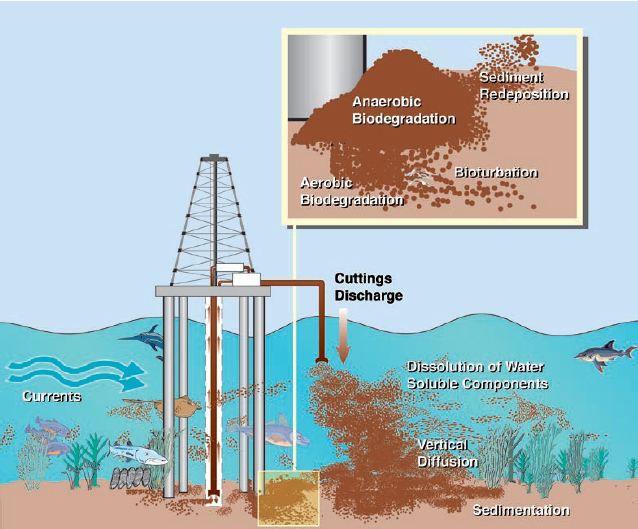 Sediment
Redeposition
Anaerobic
Biodegradation
Bioturbation
Aerobic
Biodegradation
Cuttings
Discharge
Dissolution of Water
Soluble Components
Currents
Vertical
Diffusion
Sedimentation